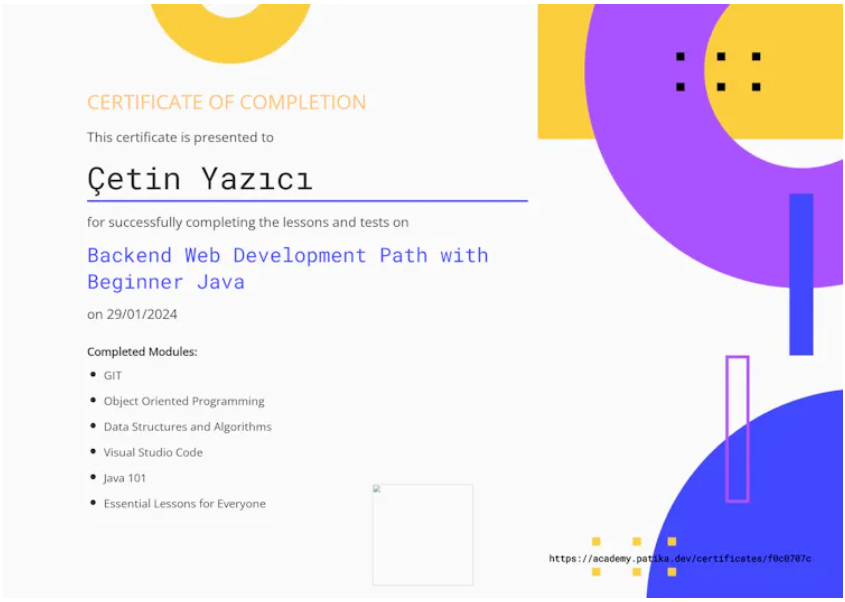 CERTIFICATE OF COMPLETION
This certificate is presented to
Çetin Yazıcı
for successfully completing the lessons and tests on
Backend Web Development Path with
Beginner Java
on 29/01/2024
Completed Modules:
GIT
Object Oriented Programming
Data Structures and Algorithms
Visual Studio Code
Java 101
Essential Lessons for Everyone
https://academy.patika.dev/certificates/f0c0707c